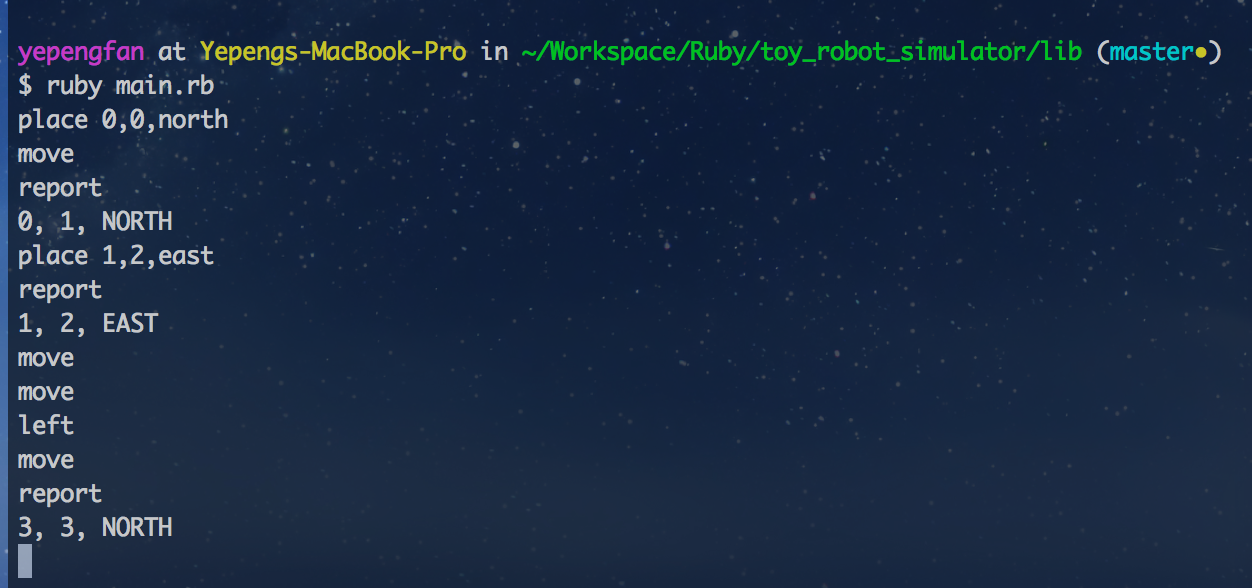 yepengfan at Yepengs-MacBook-Pro in ~/Workspace/Ruby/toy_robot_simulator/lib (master●)
$ ruby main.rb
place 0,0,north
move
report
0, 1, NORTH
place 1,2,east
report
1, 2, EAST
move
move
left
move
report
3, 3, NORTH